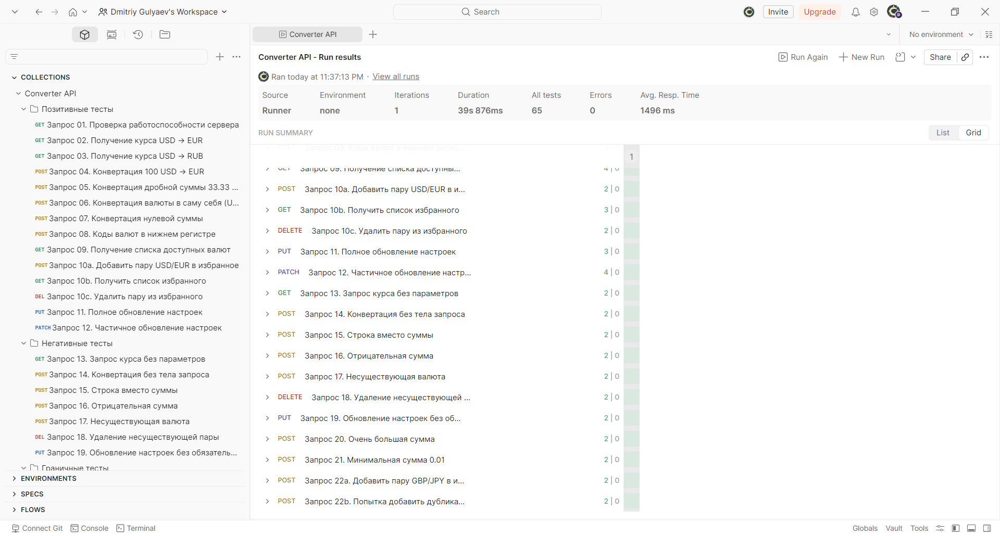 Dmitriy Gulyaev's Workspace
Search
Invite
Upgrade
Converter API
No environment
Converter API - Run results
Run Again
New Run
Share
Ran today at 11:37:13 PM · View all runs
Source Environment Iterations Duration All tests Errors Avg. Resp. Time
Runner none 1 39s 876ms 65 0 1496 ms
RUN SUMMARY
List Grid
COLLECTIONS
Converter API
Позитивные тесты
GET Запрос 01. Проверка работоспособности сервера
GET Запрос 02. Получение курса USD → EUR
GET Запрос 03. Получение курса USD → RUB
POST Запрос 04. Конвертация 100 USD → EUR
POST Запрос 05. Конвертация дробной суммы 33.33 ...
POST Запрос 06. Конвертация валюты в саму себя (U...
POST Запрос 07. Конвертация нулевой суммы
POST Запрос 08. Коды валют в нижнем регистре
GET Запрос 09. Получение списка доступных валют
POST Запрос 10a. Добавить пару USD/EUR в избранное
GET Запрос 10b. Получить список избранного
DEL Запрос 10c. Удалить пару из избранного
PUT Запрос 11. Полное обновление настроек
PATCH Запрос 12. Частичное обновление настроек
Негативные тесты
GET Запрос 13. Запрос курса без параметров
POST Запрос 14. Конвертация без тела запроса
POST Запрос 15. Строка вместо суммы
POST Запрос 16. Отрицательная сумма
POST Запрос 17. Несуществующая валюта
DEL Запрос 18. Удаление несуществующей пары
PUT Запрос 19. Обновление настроек без обязатель...
Граничные тесты
ENVIRONMENTS
SPECS
FLOWS
POST Запрос 08. Коды валют в нижнем регис... 3 | 0
1
GET Запрос 09. Получение списка доступны... 4 | 0
POST Запрос 10a. Добавить пару USD/EUR в и... 2 | 0
GET Запрос 10b. Получить список избранного 3 | 0
DELETE Запрос 10c. Удалить пару из избранного 2 | 0
PUT Запрос 11. Полное обновление настроек 3 | 0
PATCH Запрос 12. Частичное обновление настр... 4 | 0
GET Запрос 13. Запрос курса без параметров 2 | 0
POST Запрос 14. Конвертация без тела запроса 2 | 0
POST Запрос 15. Строка вместо суммы 2 | 0
POST Запрос 16. Отрицательная сумма 2 | 0
POST Запрос 17. Несуществующая валюта 2 | 0
DELETE Запрос 18. Удаление несуществующей ... 2 | 0
PUT Запрос 19. Обновление настроек без об... 2 | 0
POST Запрос 20. Очень большая сумма 2 | 0
POST Запрос 21. Минимальная сумма 0.01 2 | 0
POST Запрос 22a. Добавить пару GBP/JPY в и... 2 | 0
POST Запрос 22b. Попытка добавить дублика... 2 | 0
Connect Git Console Terminal
Globals Vault Tools